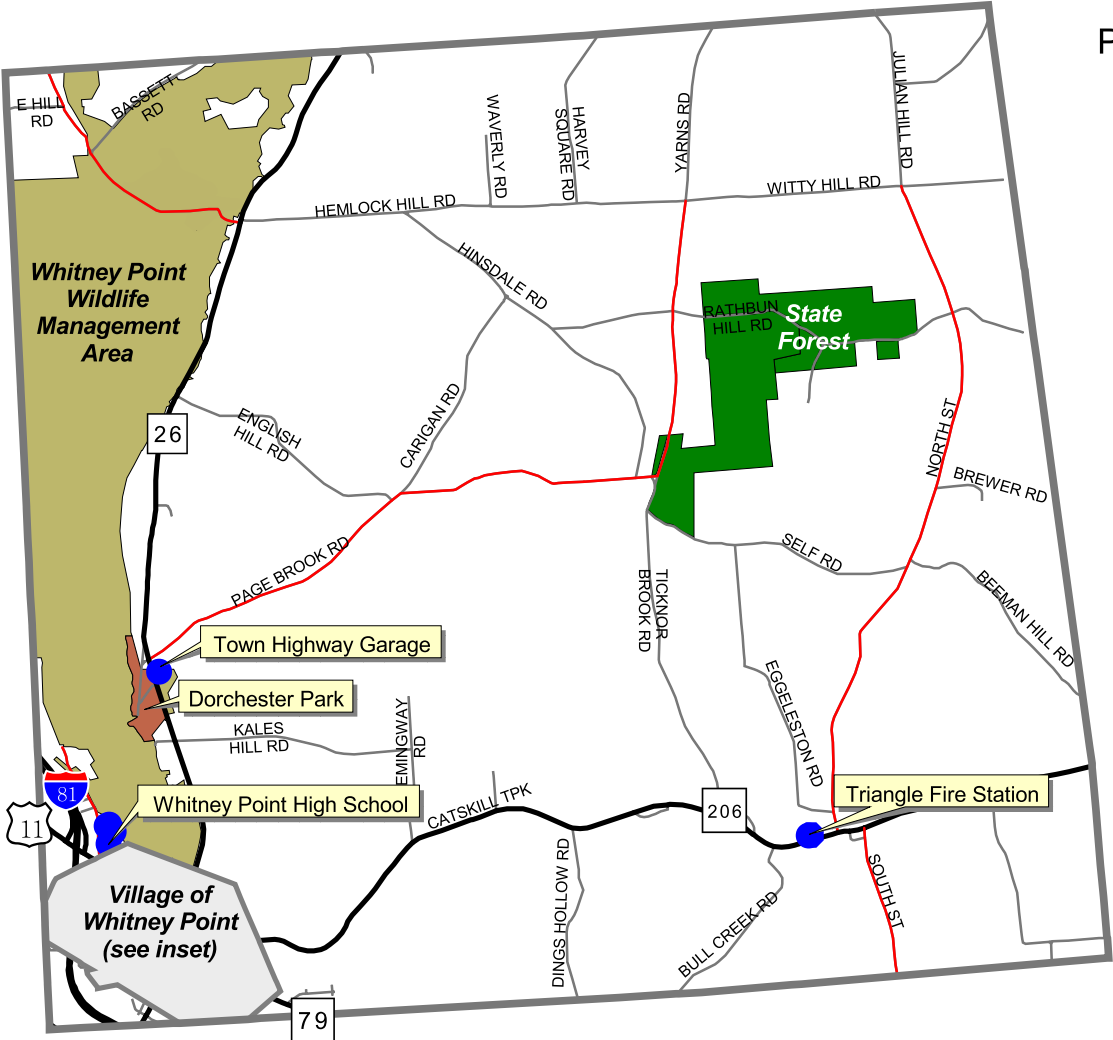 P
E HILL
RD
BASSETT
RD
WAVERLY RD
HARVEY
SQUARE RD
YARNS RD
JULIAN HILL RD
WITTY HILL RD
HEMLOCK HILL RD
HINSDALE RD
Whitney Point
Wildlife
Management
Area
RATHBUN
HILL RD
State
Forest
26
ENGLISH
HILL RD
CARIGAN RD
NORTH ST
BREWER RD
PAGE BROOK RD
SELF RD
TICKNOR
BROOK RD
BEEMAN HILL RD
Town Highway Garage
Dorchester Park
EGGELESTON RD
KALES
HILL RD
EMINGWAY
RD
81
11
Whitney Point High School
CATSKILL TPK
206
Triangle Fire Station
Village of
Whitney Point
(see inset)
DINGS HOLLOW RD
BULL CREEK RD
SOUTH ST
79